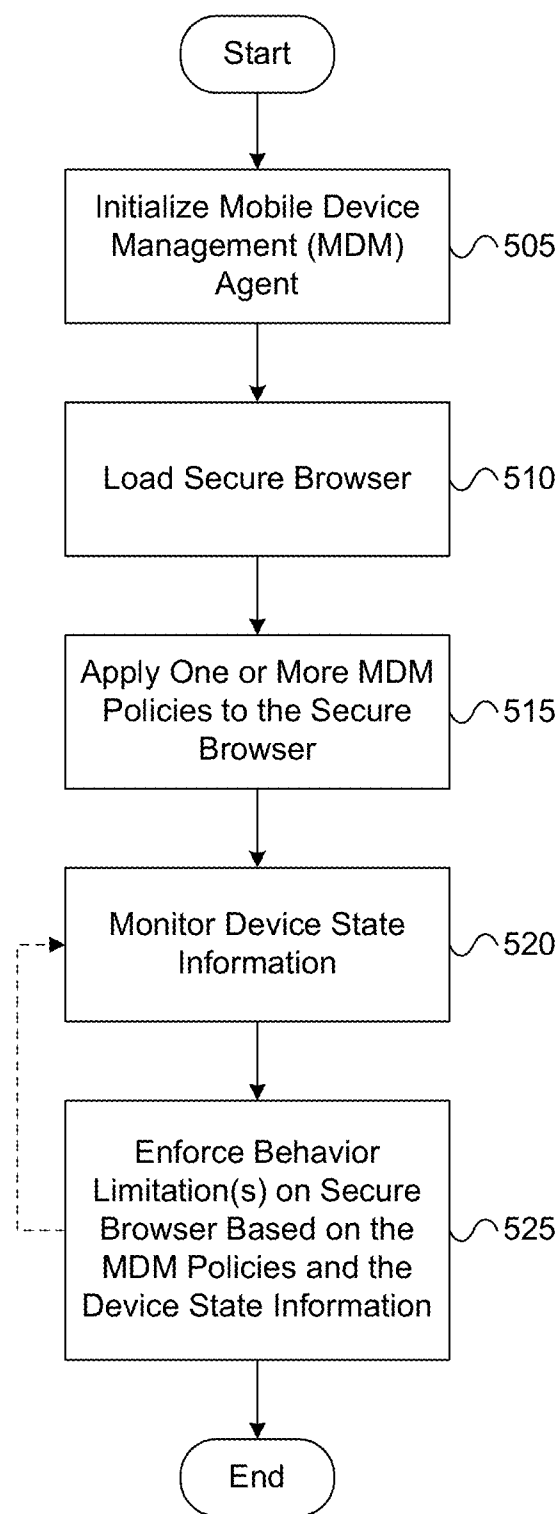 Start
Initialize Mobile Device
Management (MDM)
Agent
505
Load Secure Browser
510
Apply One or More MDM
Policies to the Secure
Browser
515
Monitor Device State
Information
520
Enforce Behavior
Limitation(s) on Secure
Browser Based on the
MDM Policies and the
Device State Information
525
End